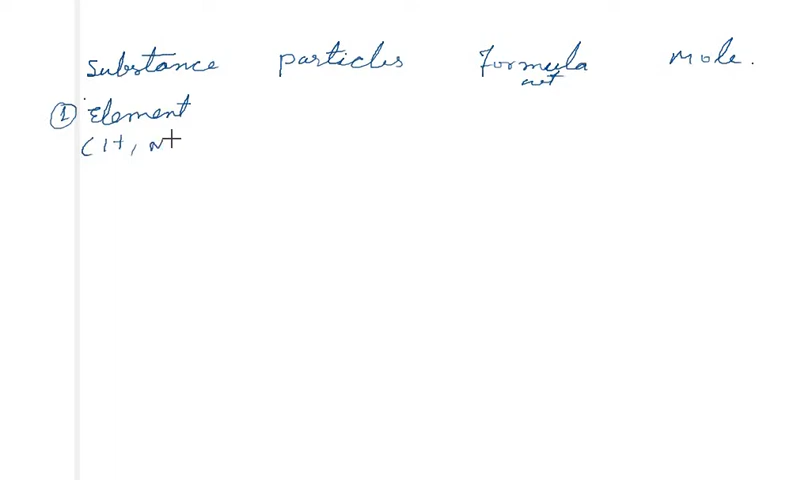 Substance particles Formula mole.
wt
① Element
(H, N